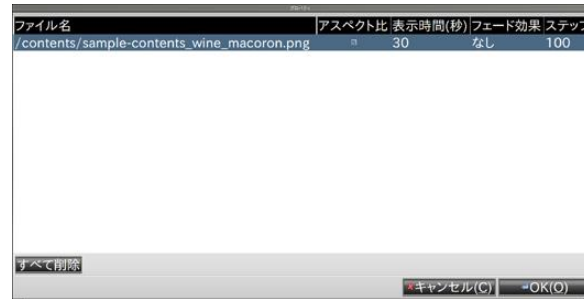 ファイル名 アスペクト比 表示時間(秒) フェード効果 ステップ
/contents/sample-contents_wine_macoron.png 30 なし 100
すべて削除
キャンセル(C) OK(O)